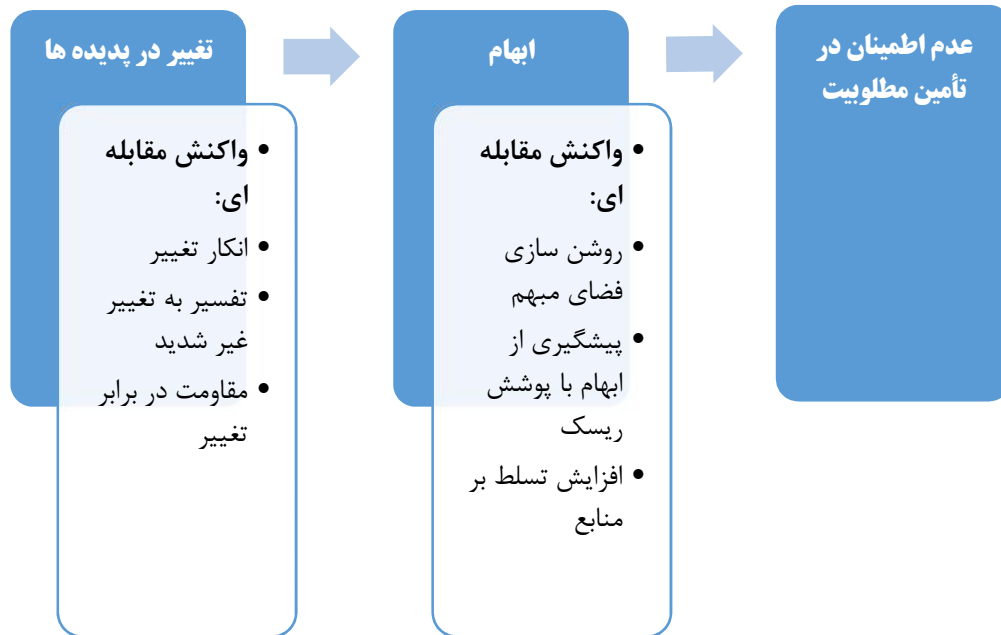 تغییر در پدیده ها
• واکنش مقابله
ای:
• انکار تغییر
• تفسیر به تغییر
غیر شدید
• مقاومت در برابر
تغییر
ابهام
• واکنش مقابله
ای:
• روشن سازی
فضای مبهم
• پیشگیری از
ابهام با پوشش
ریسک
• افزایش تسلط بر
منابع
عدم اطمینان در
تأمین مطلوبیت